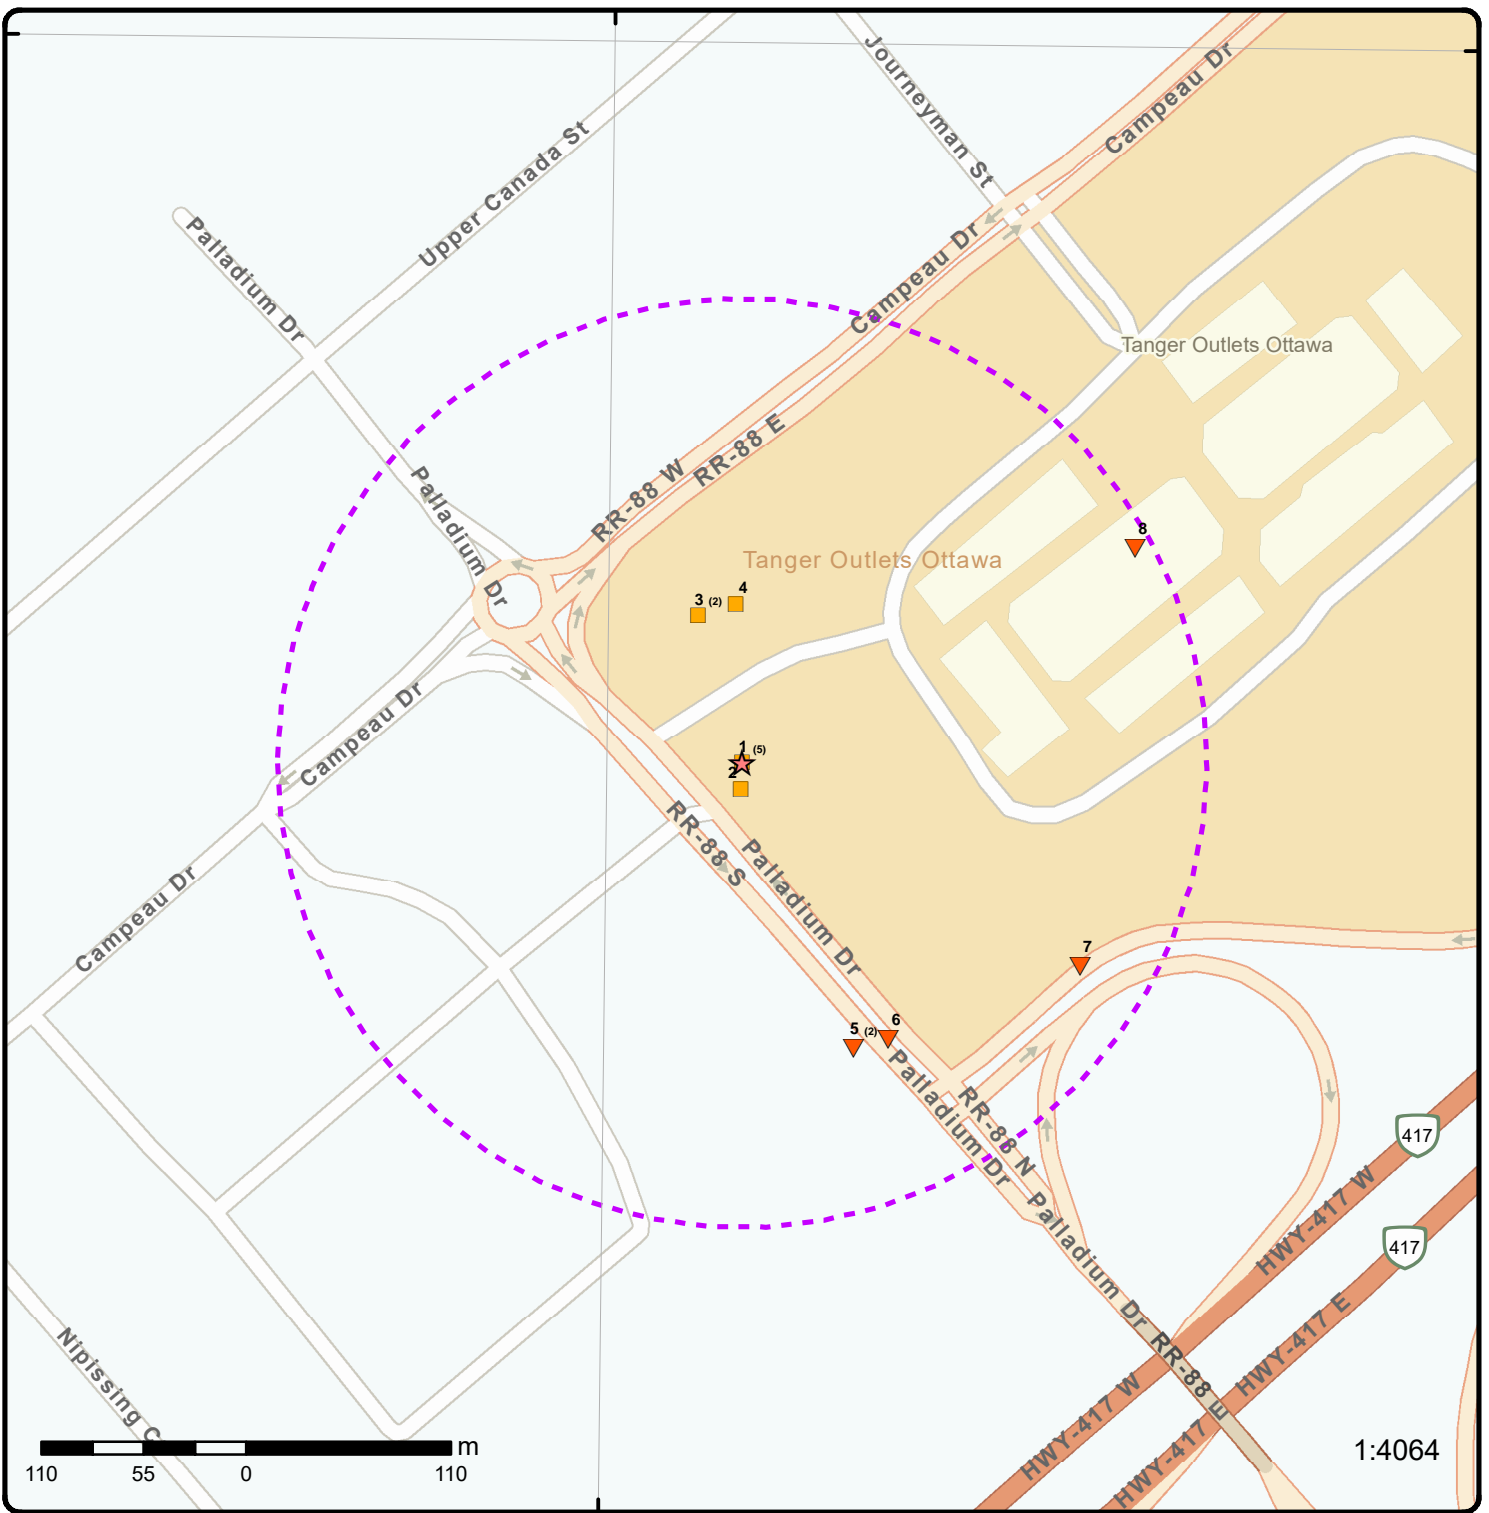 Journeyman St
Campeau Dr
Upper Canada St
Palladium Dr
Campeau Dr
Tanger Outlets Ottawa
RR-88 E
RR-88 W
Palladium Dr
8
Tanger Outlets Ottawa
4
3 (2)
Campeau Dr
1 (5)
2
RR-88 S
Palladium Dr
Campeau Dr
7
6
5 (2)
Palladium Dr
RR-88 N
417
HWY-417 W
417
Palladium Dr
RR-88 E
HWY-417 E
Nipissing C
HWY-417 W
HWY-417
m
1:4064
110 55 0 110